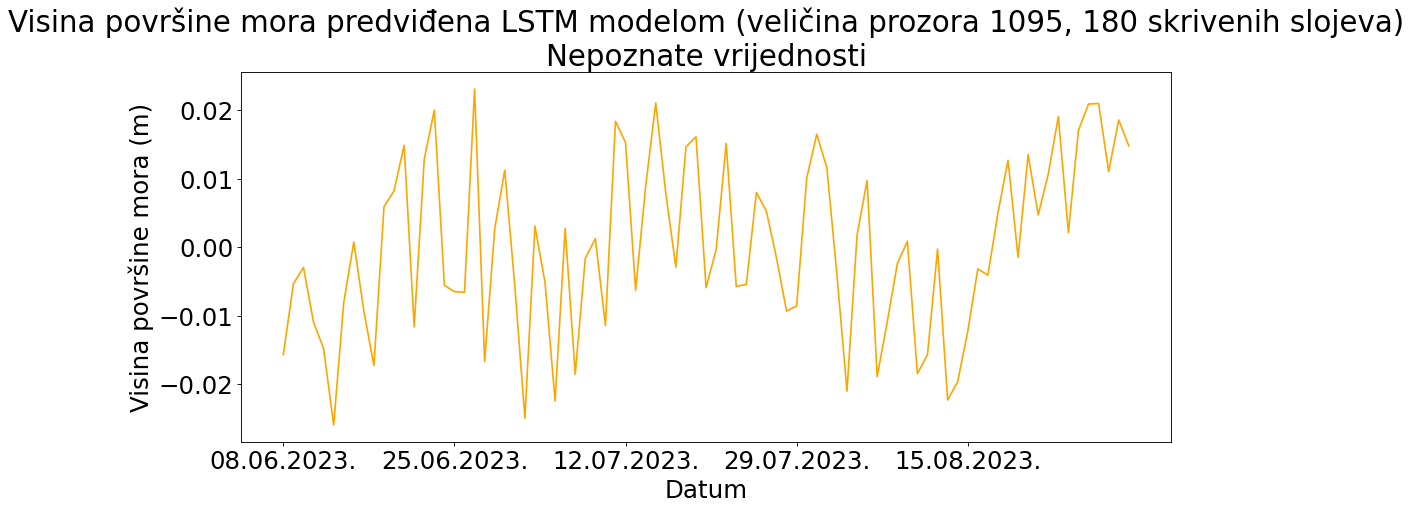 Visina površine mora predviđena LSTM modelom (veličina prozora 1095, 180 skrivenih slojeva)
Nepoznate vrijednosti
Visina površine mora (m)
0.02
0.01
0.00
−0.01
−0.02
08.06.2023. 25.06.2023. 12.07.2023. 29.07.2023. 15.08.2023.
Datum